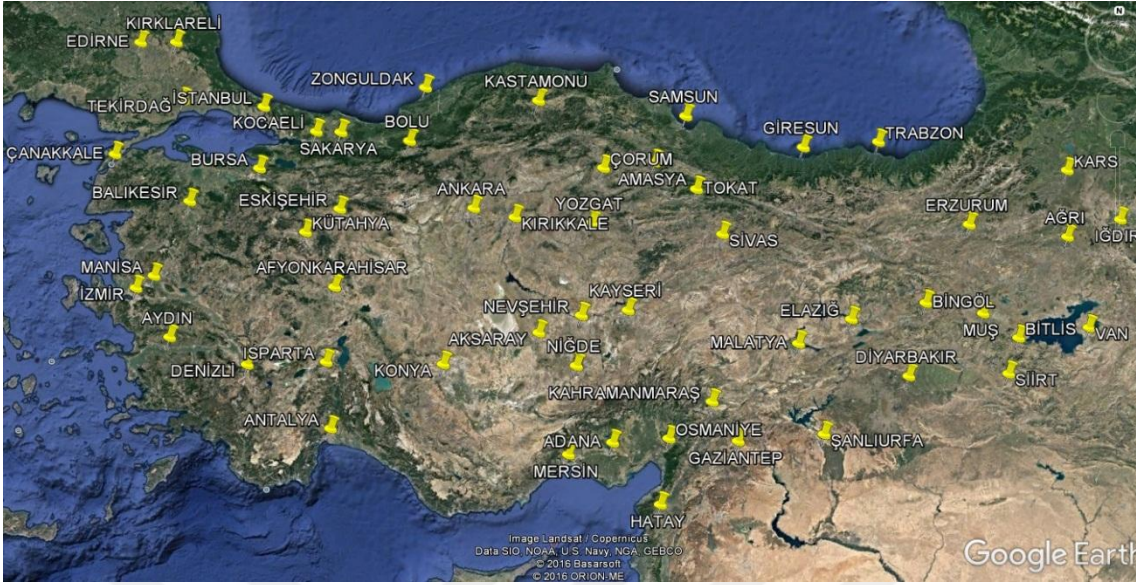 N
KIRKLARELİ
EDİRNE
ZONGULDAK
KASTAMONU
TEKİRDAĞ
İSTANBUL
SAMSUN
KOCAELİ
BOLU
GİRESUN
TRABZON
SAKARYA
ÇANAKKALE
BURSA
ÇORUM
KARS
AMASYA
TOKAT
BALIKESIR
ESKİŞEHİR
ANKARA
YOZGAT
ERZURUM
AĞRI
KÜTAHYA
KIRIKKALE
SİVAS
IĞDIR
MANİSA
AFYONKARAHİSAR
İZMİR
KAYSERİ
NEVŞEHİR
ELAZIĞ
BİNGÖL
AYDIN
AKSARAY
MUŞ
BİTLİS
VAN
NİĞDE
MALATYA
ISPARTA
DİYARBAKIR
DENİZLİ
KONYA
SİİRT
KAHRAMANMARAŞ
ANTALYA
ADANA
OSMANİYE
ŞANLIURFA
GAZİANTEP
MERSİN
HATAY
Image Landsat / Copernicus
Data SIO, NOAA, U.S. Navy, NGA, GEBCO
© 2016 Basarsoft
© 2016 ORION-ME
Google Earth